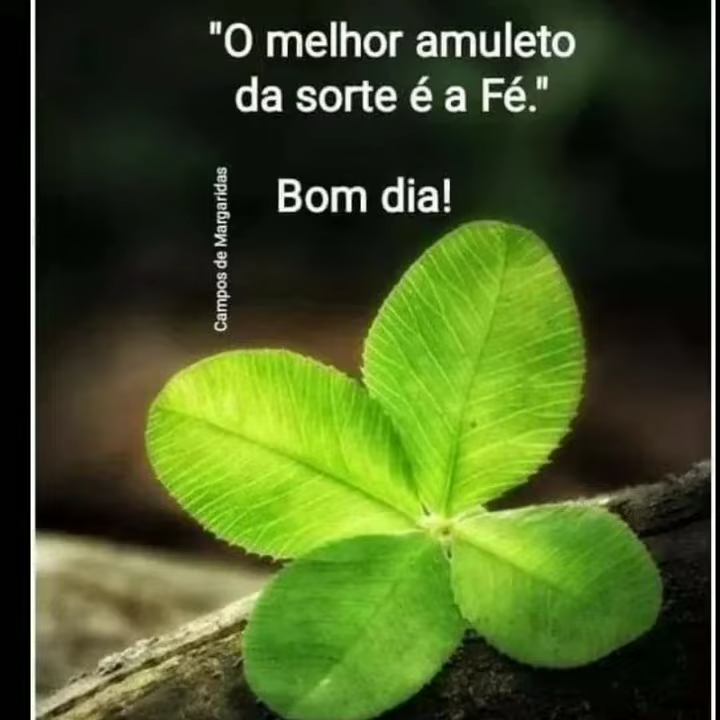 "O melhor amuleto
da sorte é a Fé."
Bom dia!
Campos de Margaridas